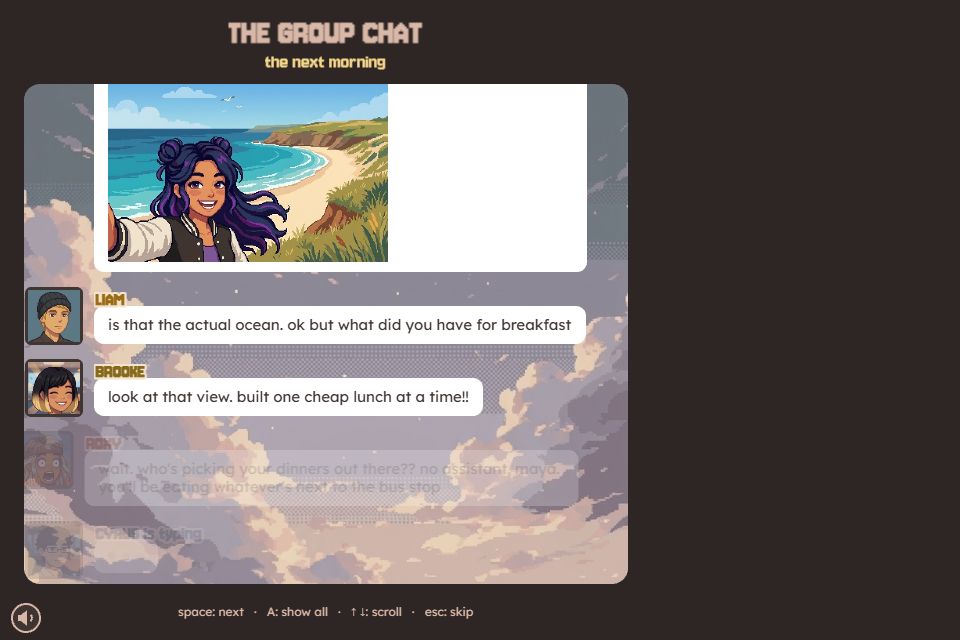 THE GROUP CHAT
the next morning
LIAM
is that the actual ocean. ok but what did you have for breakfast
BROOKE
look at that view. built one cheap lunch at a time!!
ROXY
wait. who's picking your dinners out there?? no assistant, maya.
you'll be eating whatever's next to the bus stop
CYRUS is typing
space: next · A: show all · ↑↓: scroll · esc: skip